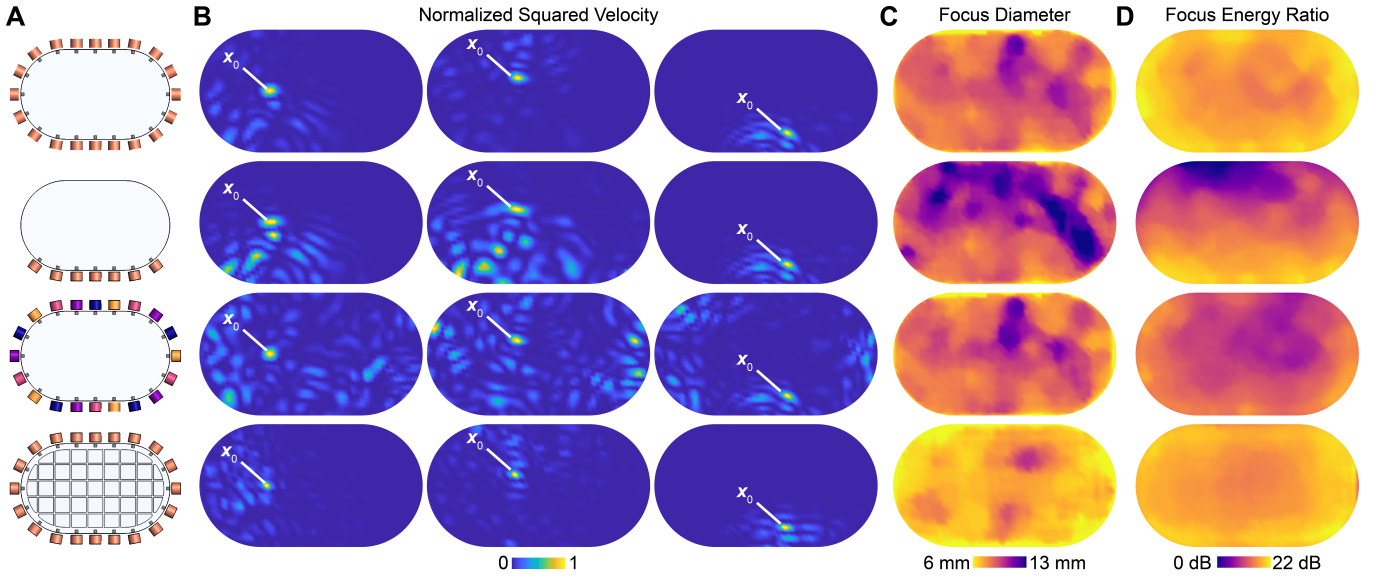 A
B
Normalized Squared Velocity
C
Focus Diameter
D
Focus Energy Ratio
x0
x0
x0
x0
x0
x0
x0
x0
x0
x0
x0
x0
0 1
6 mm 13 mm
0 dB 22 dB